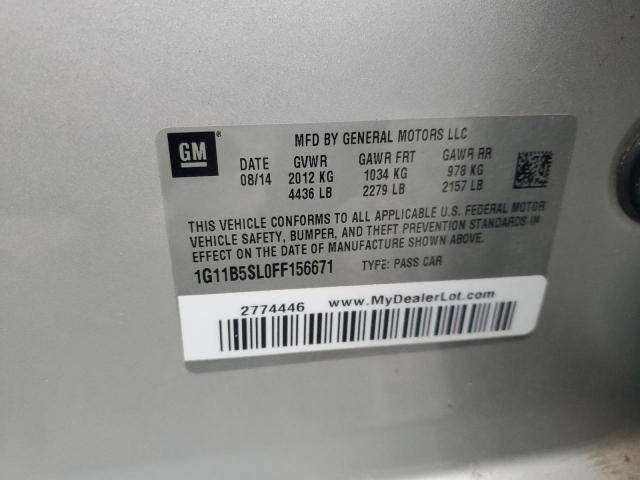 GM ®
MFD BY GENERAL MOTORS LLC
DATE GVWR GAWR FRT GAWR RR
08/14 2012 KG 1034 KG 978 KG
4436 LB 2279 LB 2157 LB
THIS VEHICLE CONFORMS TO ALL APPLICABLE U.S. FEDERAL MOTOR
VEHICLE SAFETY, BUMPER, AND THEFT PREVENTION STANDARDS IN
EFFECT ON THE DATE OF MANUFACTURE SHOWN ABOVE.
1G11B5SL0FF156671 TYPE: PASS CAR
2774446 www.MyDealerLot.com